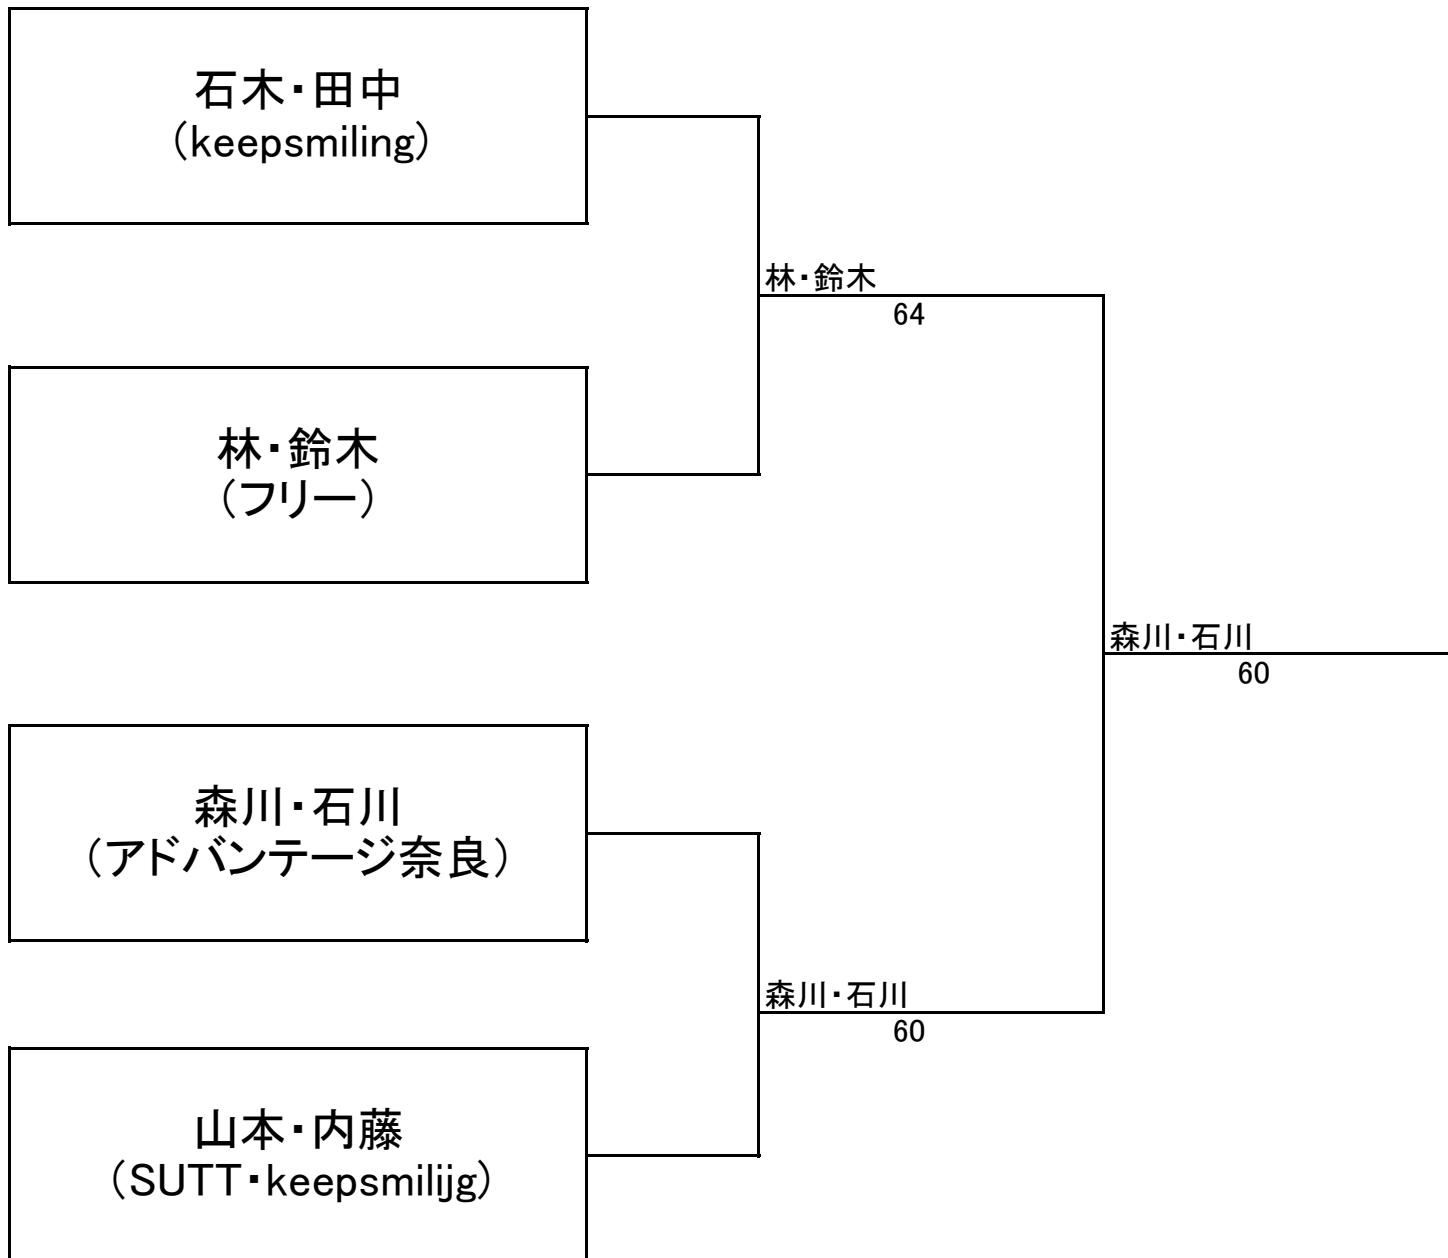 石木・田中
(keepsmiling)
林・鈴木
64
林・鈴木
(フリー)
森川・石川
60
森川・石川
(アドバンテージ奈良)
森川・石川
60
山本・内藤
(SUTT・keepsmilijg)